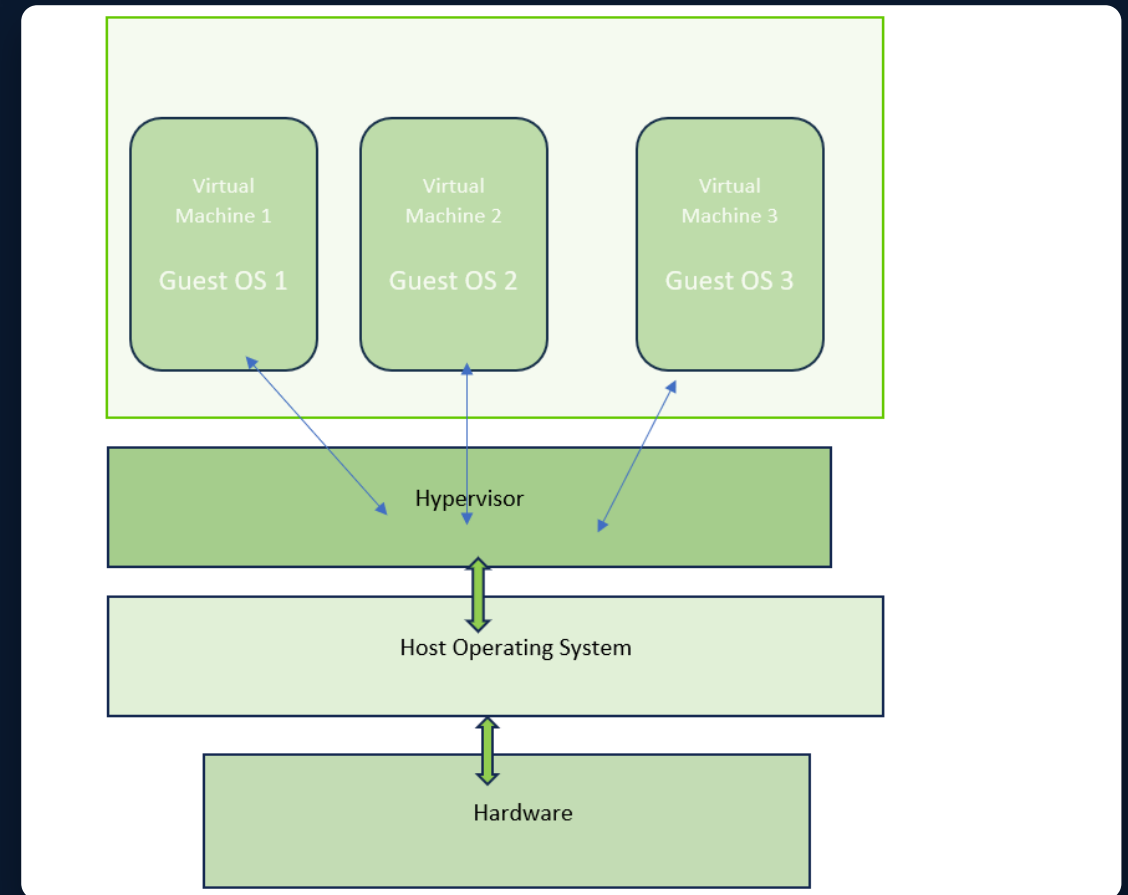 Virtual
Machine 1
Guest OS 1
Virtual
Machine 2
Guest OS 2
Virtual
Machine 3
Guest OS 3
Hypervisor
Host Operating System
Hardware